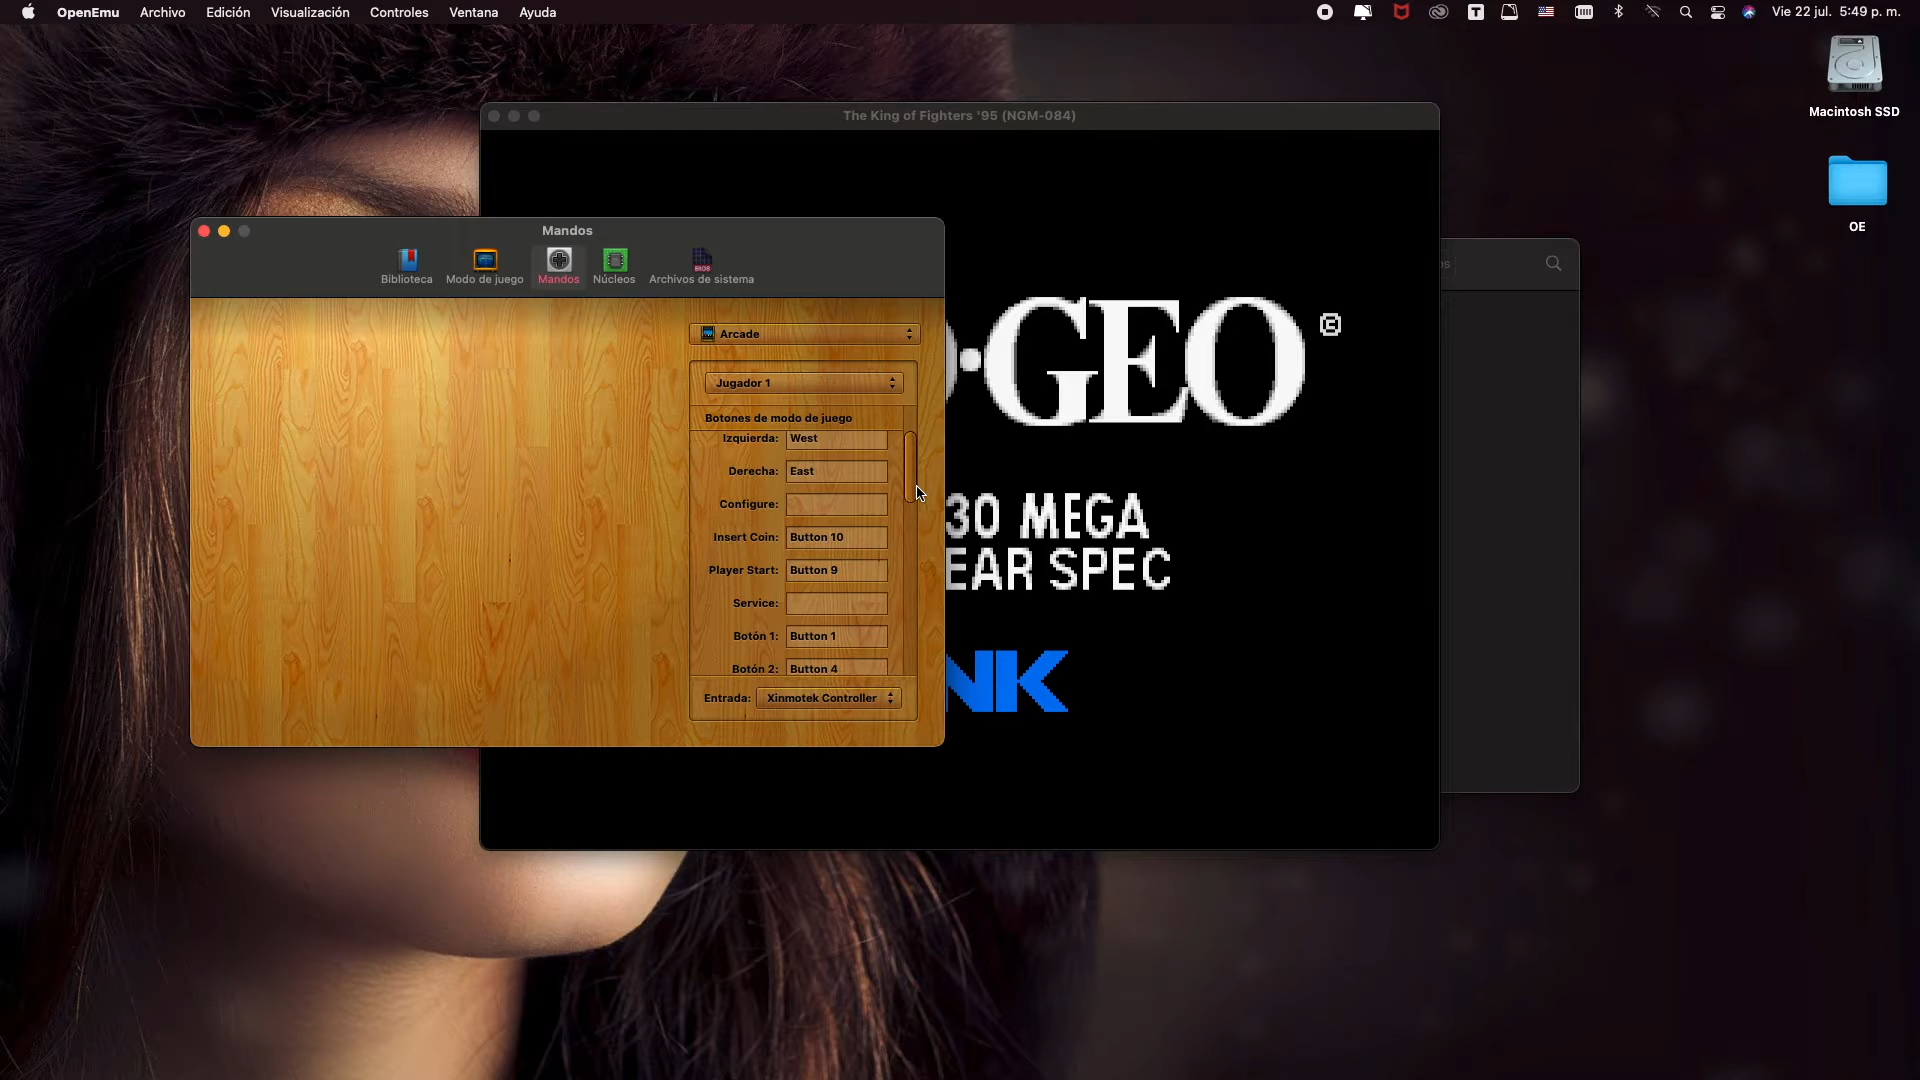 OpenEmu Archivo Edición Visualización Controles Ventana Ayuda
Vie 22 jul. 5:49 p. m.
Macintosh SSD
OE
The King of Fighters '95 (NGM-084)
Mandos
Biblioteca Modo de juego Mandos Núcleos Archivos de sistema
BIOS
Arcade
Jugador 1
Botones de modo de juego
Izquierda: West
Derecha: East
Configure:
Insert Coin: Button 10
Player Start: Button 9
Service:
Botón 1: Button 1
Botón 2: Button 4
Entrada: Xinmotek Controller
·GEO ©
30 MEGA
EAR SPEC
NK
os